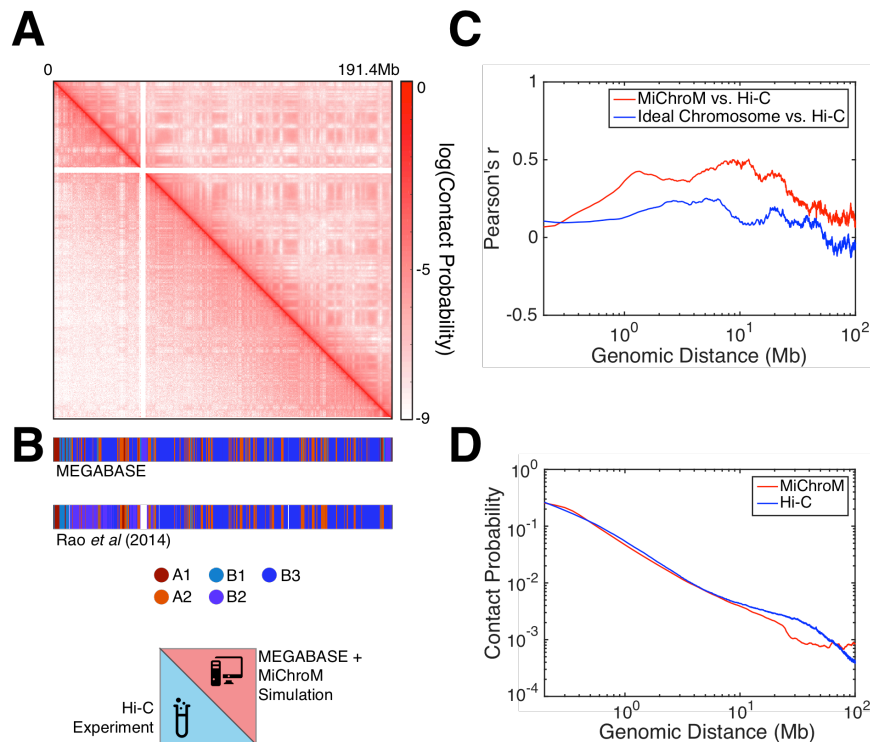 A
0
191.4Mb
0
-5
-9
log(Contact Probability)
B
MEGABASE
Rao et al (2014)
A1
B1
B3
A2
B2
Hi-C
Experiment
MEGABASE +
MiChroM
Simulation
C
1
0.5
0
-0.5
Pearson's r
MiChroM vs. Hi-C
Ideal Chromosome vs. Hi-C
10^0
10^1
10^2
Genomic Distance (Mb)
D
10^0
10^-1
10^-2
10^-3
10^-4
Contact Probability
MiChroM
Hi-C
10^0
10^1
10^2
Genomic Distance (Mb)